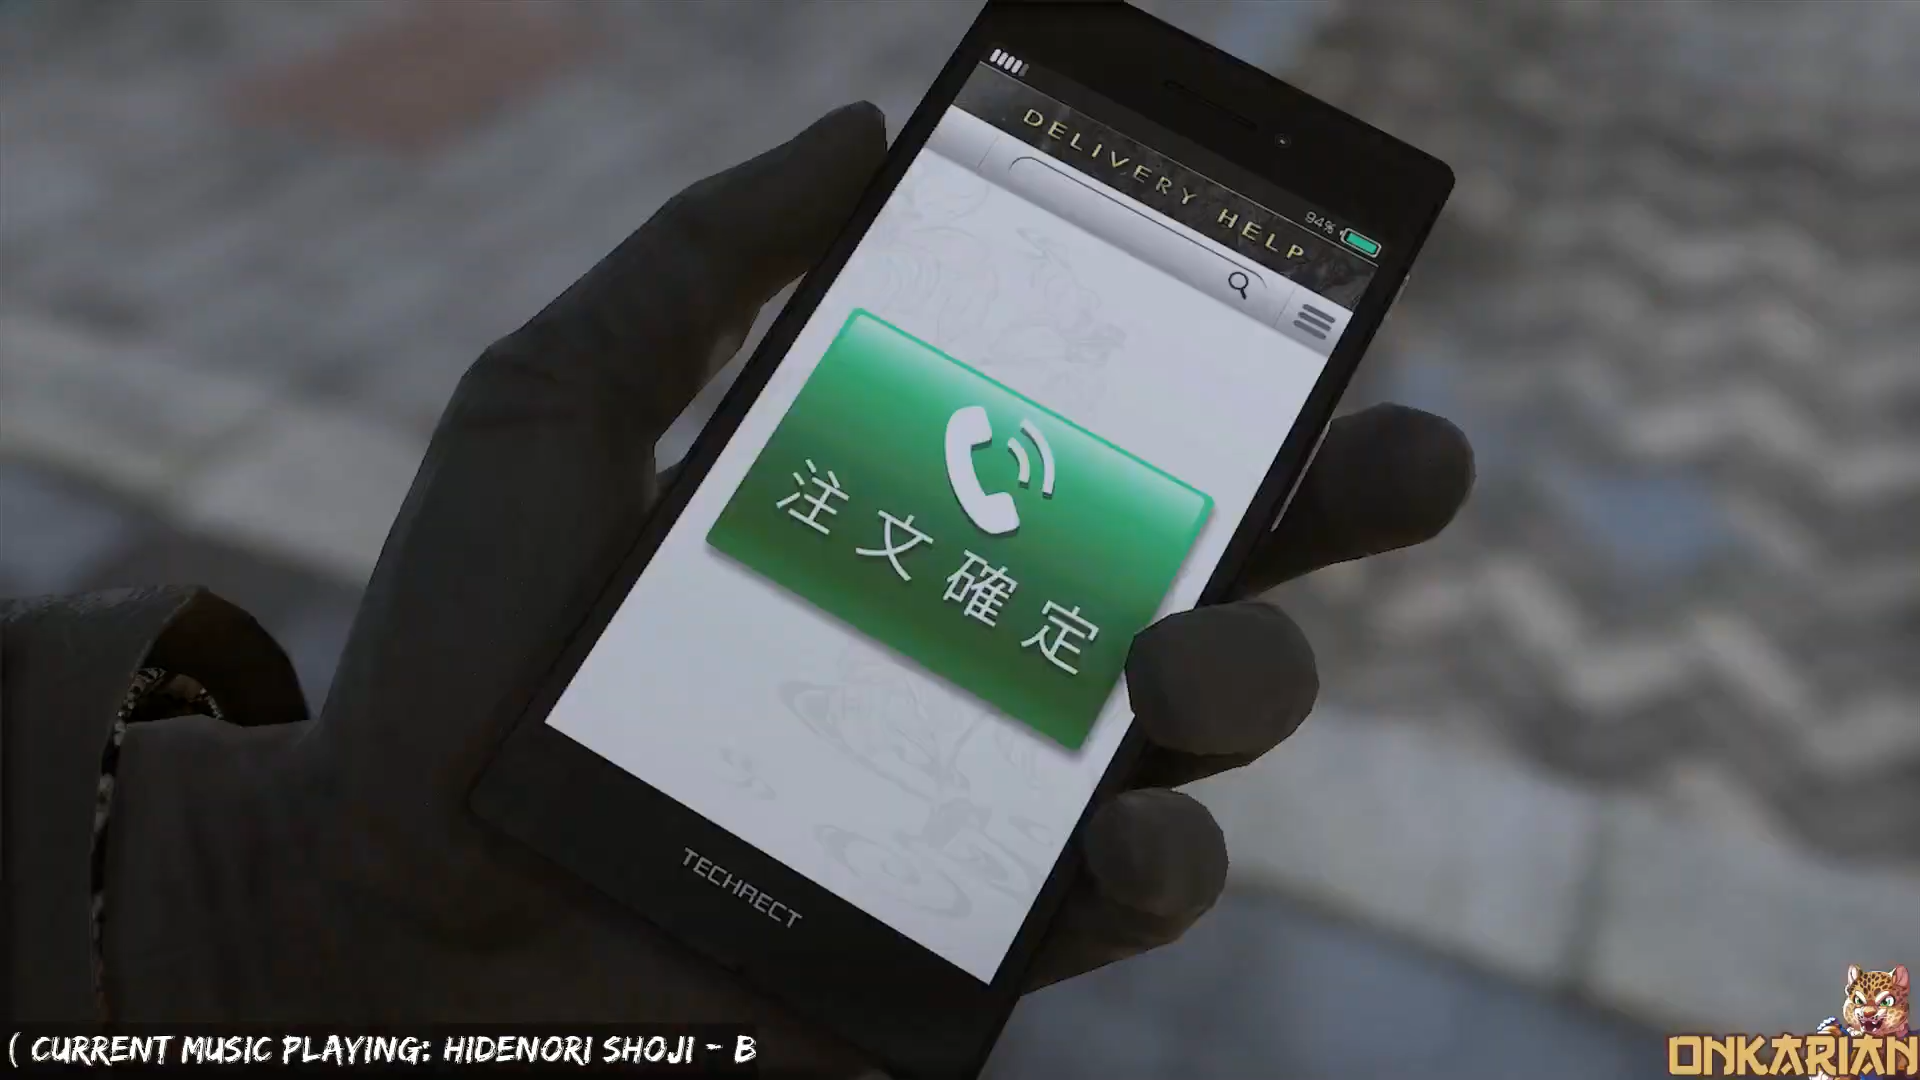 DELIVERY HELP
94%
注文確定
TECHRECT
( CURRENT MUSIC PLAYING: HIDENORI SHOJI - B
ONKARIAN